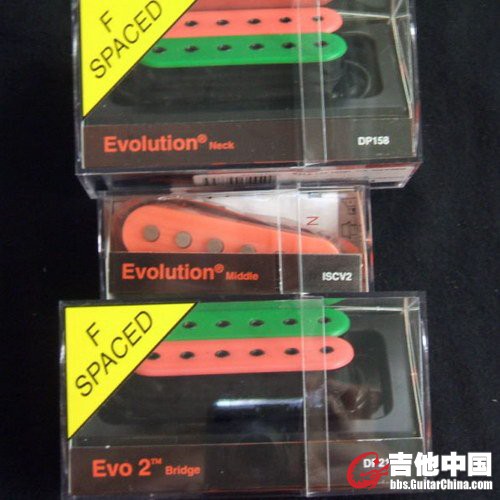 F
SPACED
Evolution® Neck
DP158
Evolution® Middle
ISCV2
F
SPACED
Evo 2™ Bridge
吉他中国
bbs.GuitarChina.com